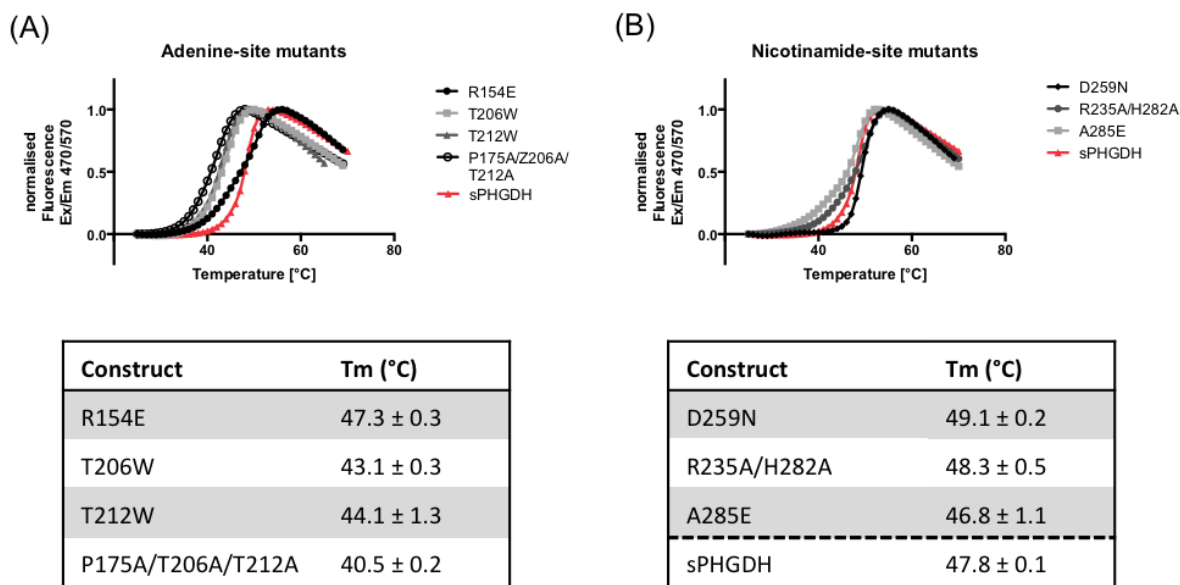 (A)
Adenine-site mutants
normalised
Fluorescence
Ex/Em 470/570
1.0
0.5
0.0
40
60
80
Temperature [°C]
R154E
T206W
T212W
P175A/Z206A/
T212A
sPHGDH
(B)
Nicotinamide-site mutants
normalised
Fluorescence
Ex/Em 470/570
1.0
0.5
0.0
40
60
80
Temperature [°C]
D259N
R235A/H282A
A285E
sPHGDH
Construct Tm (°C)
R154E 47.3 ± 0.3
T206W 43.1 ± 0.3
T212W 44.1 ± 1.3
P175A/T206A/T212A 40.5 ± 0.2
Construct Tm (°C)
D259N 49.1 ± 0.2
R235A/H282A 48.3 ± 0.5
A285E 46.8 ± 1.1
sPHGDH 47.8 ± 0.1